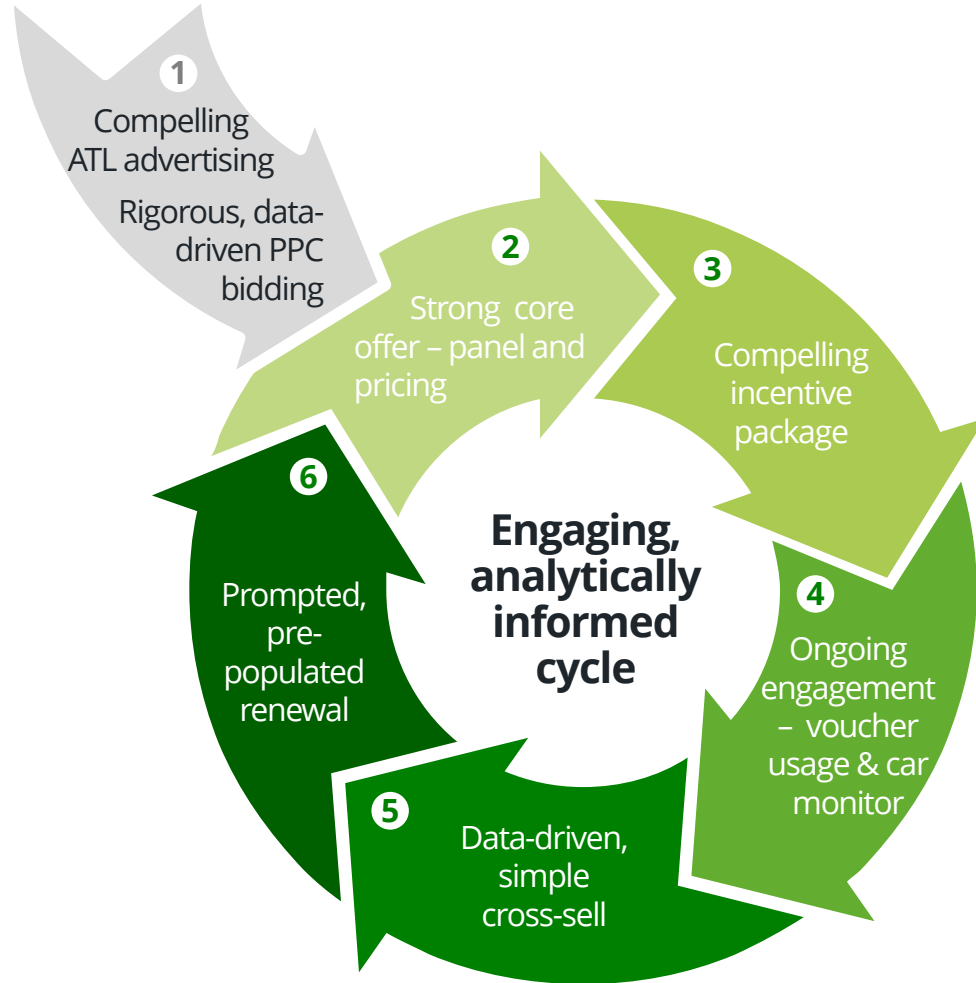 1
Compelling
ATL advertising
Rigorous, data-
driven PPC
bidding
2
Strong core
offer – panel and
pricing
3
Compelling
incentive
package
4
Ongoing
engagement
– voucher
usage & car
monitor
5
Data-driven,
simple
cross-sell
6
Prompted,
pre-
populated
renewal
Engaging,
analytically
informed
cycle